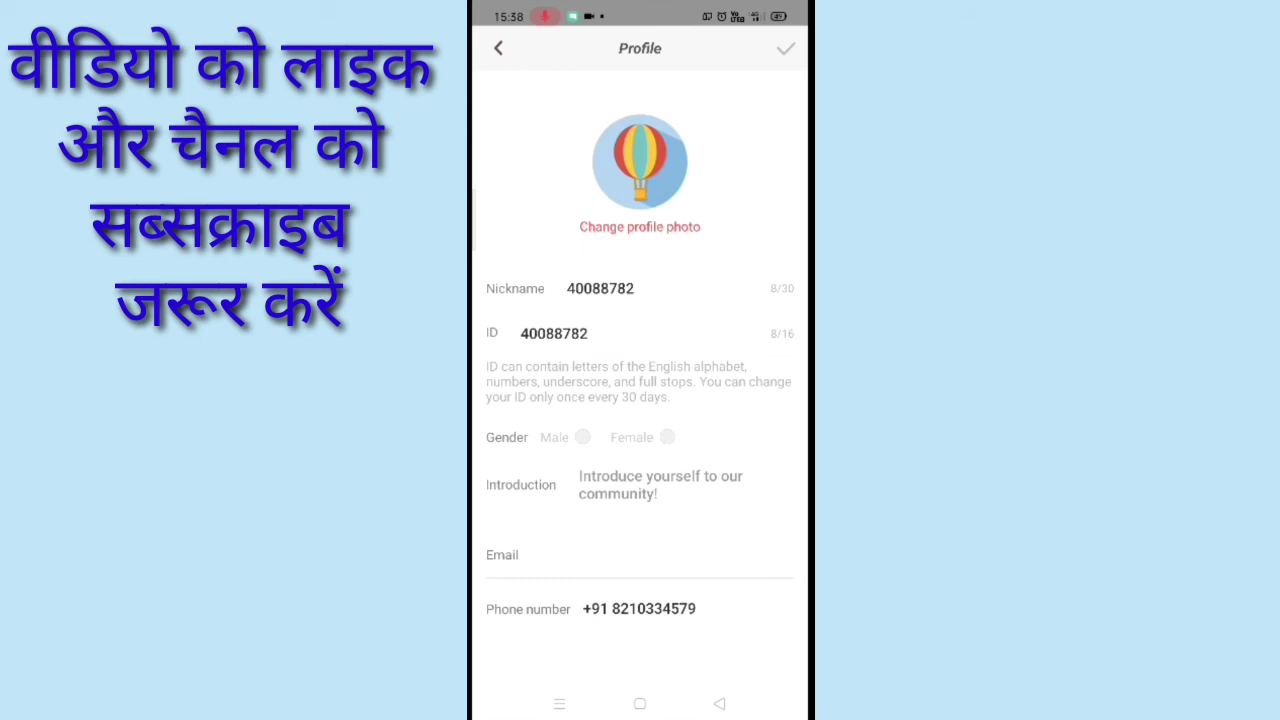 वीडियो को लाइक
और चैनल को
सब्सक्राइब
जरूर करें
15:38
Profile
Change profile photo
Nickname 40088782 8/30
ID 40088782 8/16
ID can contain letters of the English alphabet,
numbers, underscore, and full stops. You can change
your ID only once every 30 days.
Gender Male Female
Introduction Introduce yourself to our
community!
Email
Phone number +91 8210334579